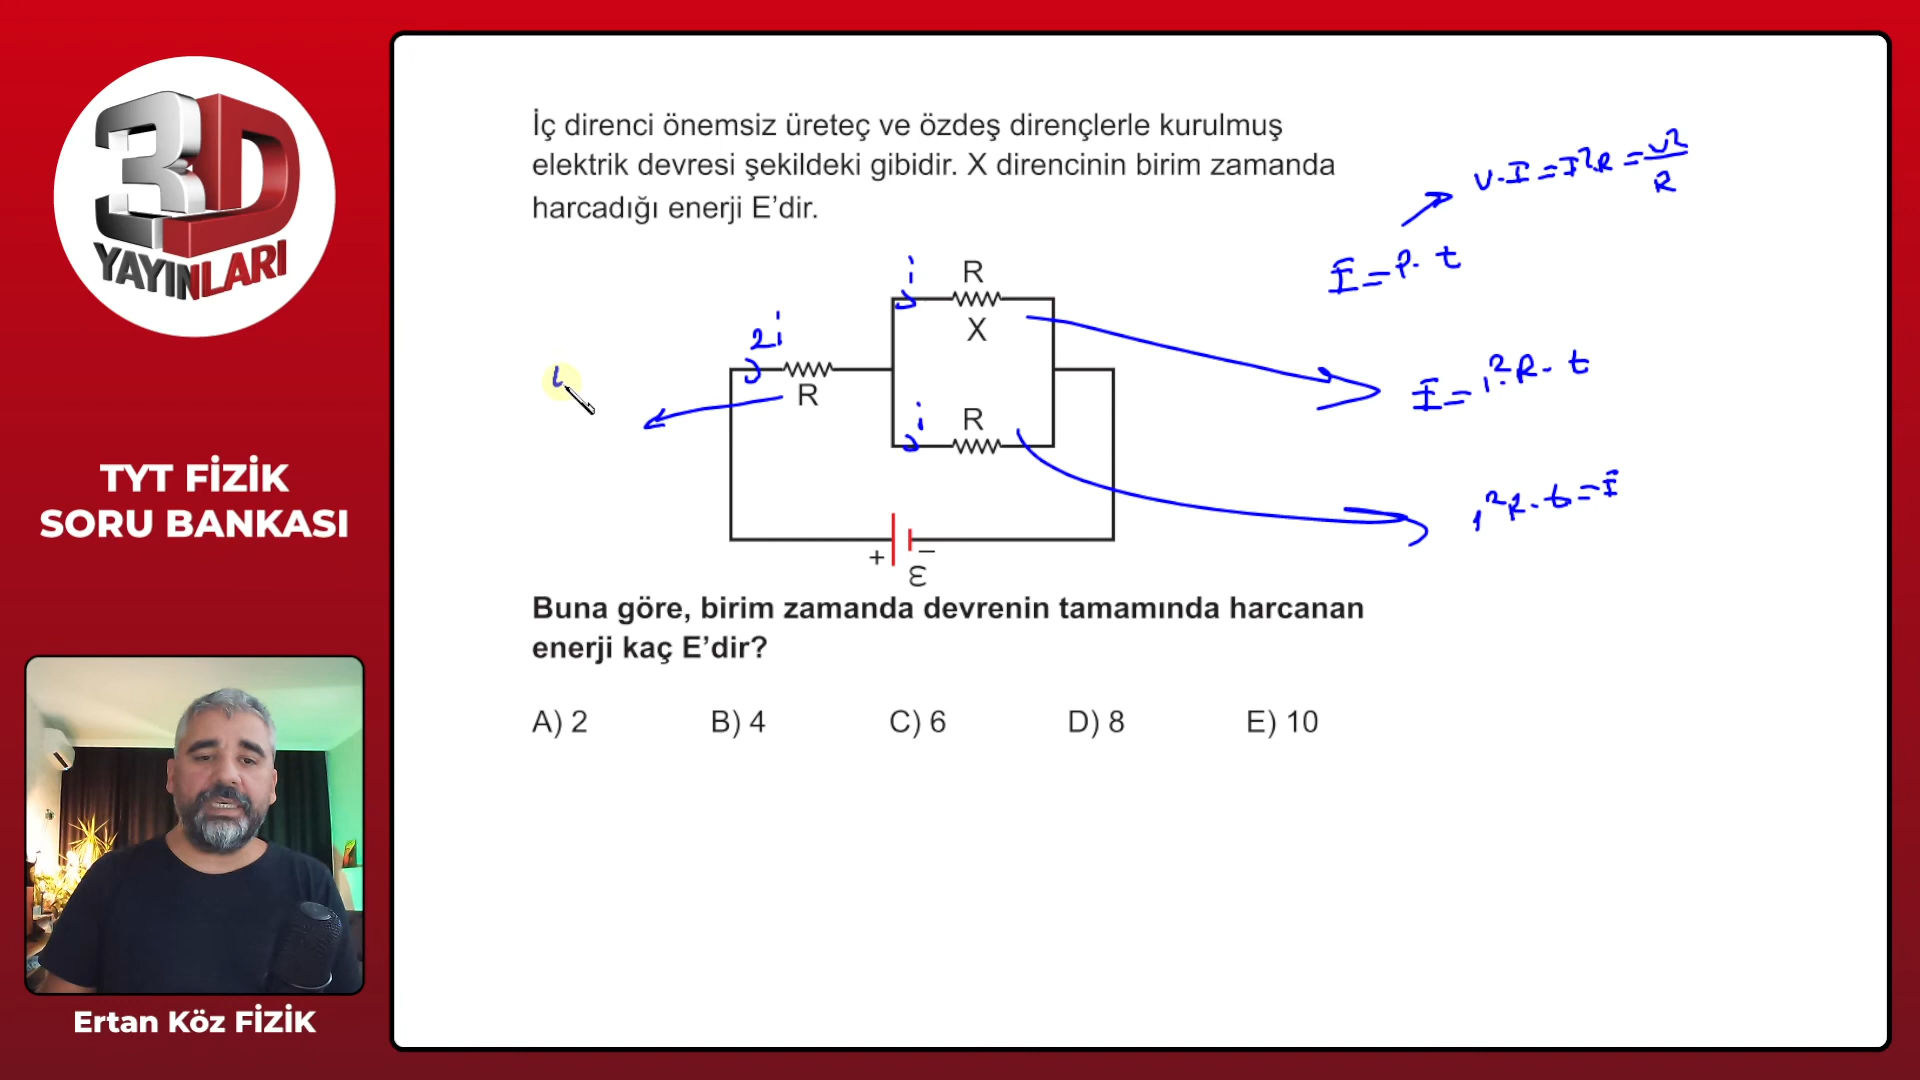 3D
YAYINLARI
TYT FİZİK
SORU BANKASI
Ertan Köz FİZİK
İç direnci önemsiz üreteç ve özdeş dirençlerle kurulmuş
elektrik devresi şekildeki gibidir. X direncinin birim zamanda
harcadığı enerji E’dir.
V.I = I²R = V²/R
E = P. t
i
R
X
2i
R
i
R
E = i².R. t
i²R. t = E
+
−
ε
Buna göre, birim zamanda devrenin tamamında harcanan
enerji kaç E’dir?
A) 2
B) 4
C) 6
D) 8
E) 10